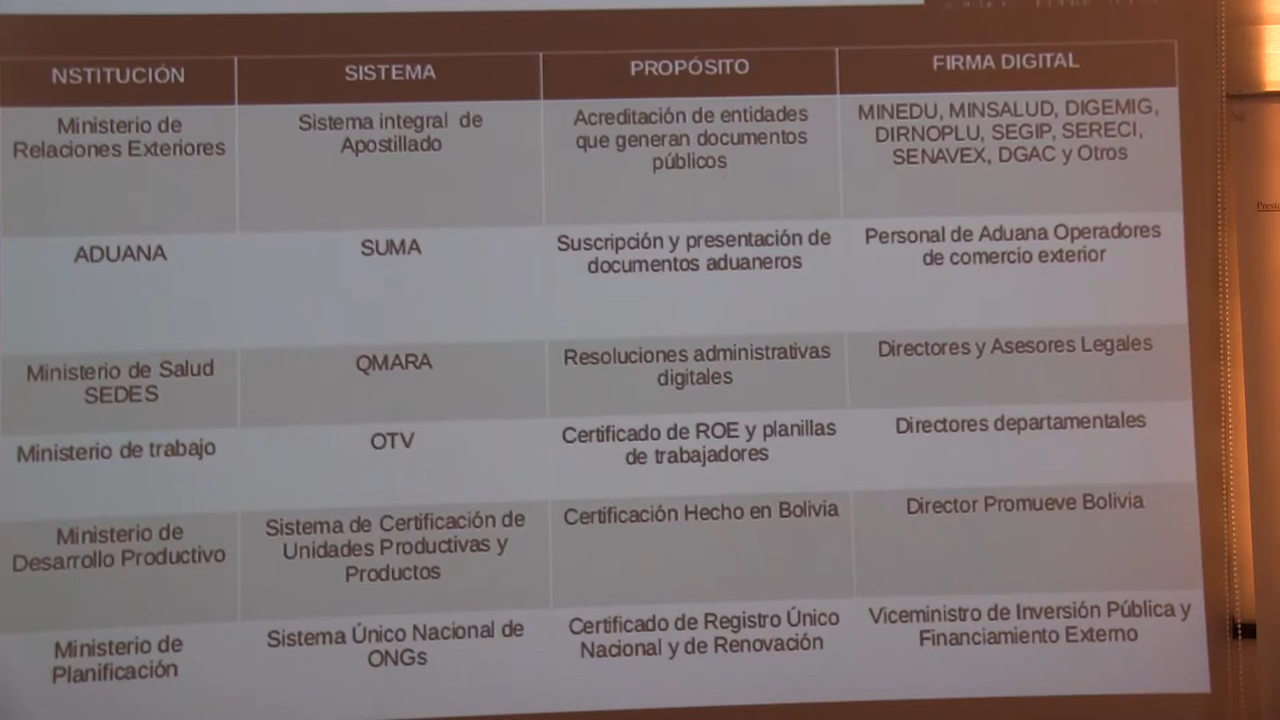 NSTITUCIÓN SISTEMA PROPÓSITO FIRMA DIGITAL
Ministerio de
Relaciones Exteriores
Sistema integral de
Apostillado
Acreditación de entidades
que generan documentos
públicos
MINEDU, MINSALUD, DIGEMIG,
DIRNOPLU, SEGIP, SERECI,
SENAVEX, DGAC y Otros
ADUANA
SUMA
Suscripción y presentación de
documentos aduaneros
Personal de Aduana Operadores
de comercio exterior
Ministerio de Salud
SEDES
QMARA
Resoluciones administrativas
digitales
Directores y Asesores Legales
Ministerio de trabajo
OTV
Certificado de ROE y planillas
de trabajadores
Directores departamentales
Ministerio de
Desarrollo Productivo
Sistema de Certificación de
Unidades Productivas y
Productos
Certificación Hecho en Bolivia
Director Promueve Bolivia
Ministerio de
Planificación
Sistema Único Nacional de
ONGs
Certificado de Registro Único
Nacional y de Renovación
Viceministro de Inversión Pública y
Financiamiento Externo